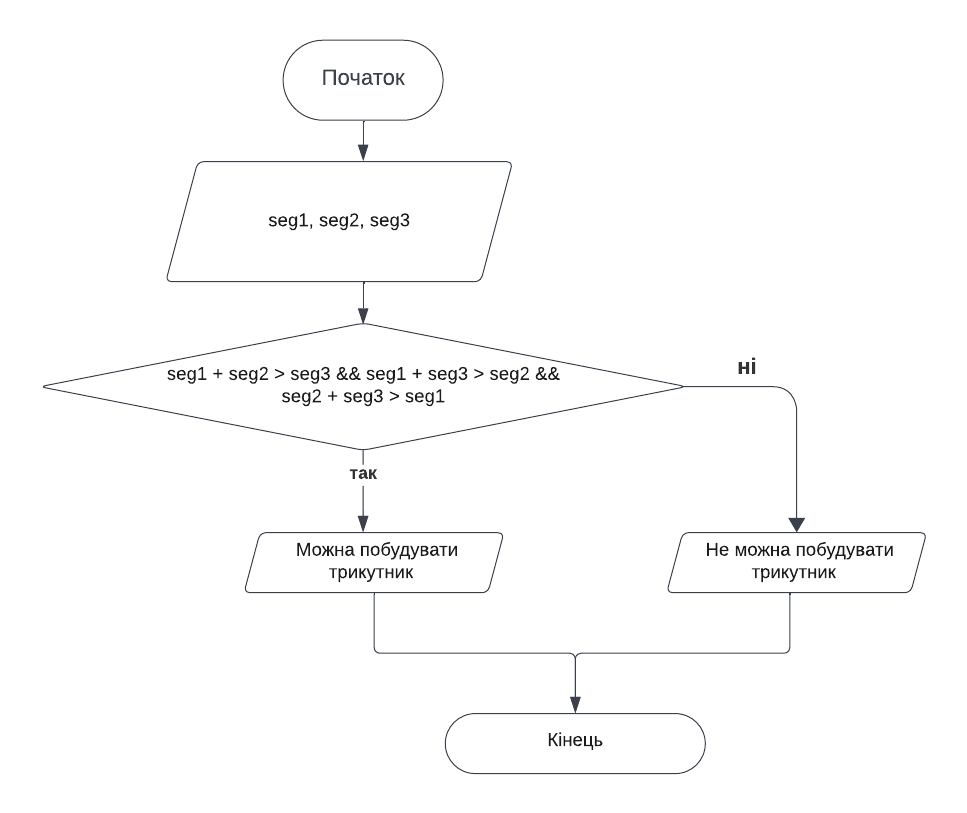 Початок
seg1, seg2, seg3
seg1 + seg2 > seg3 && seg1 + seg3 > seg2 &&
seg2 + seg3 > seg1
ні
так
Можна побудувати
трикутник
Не можна побудувати
трикутник
Кінець